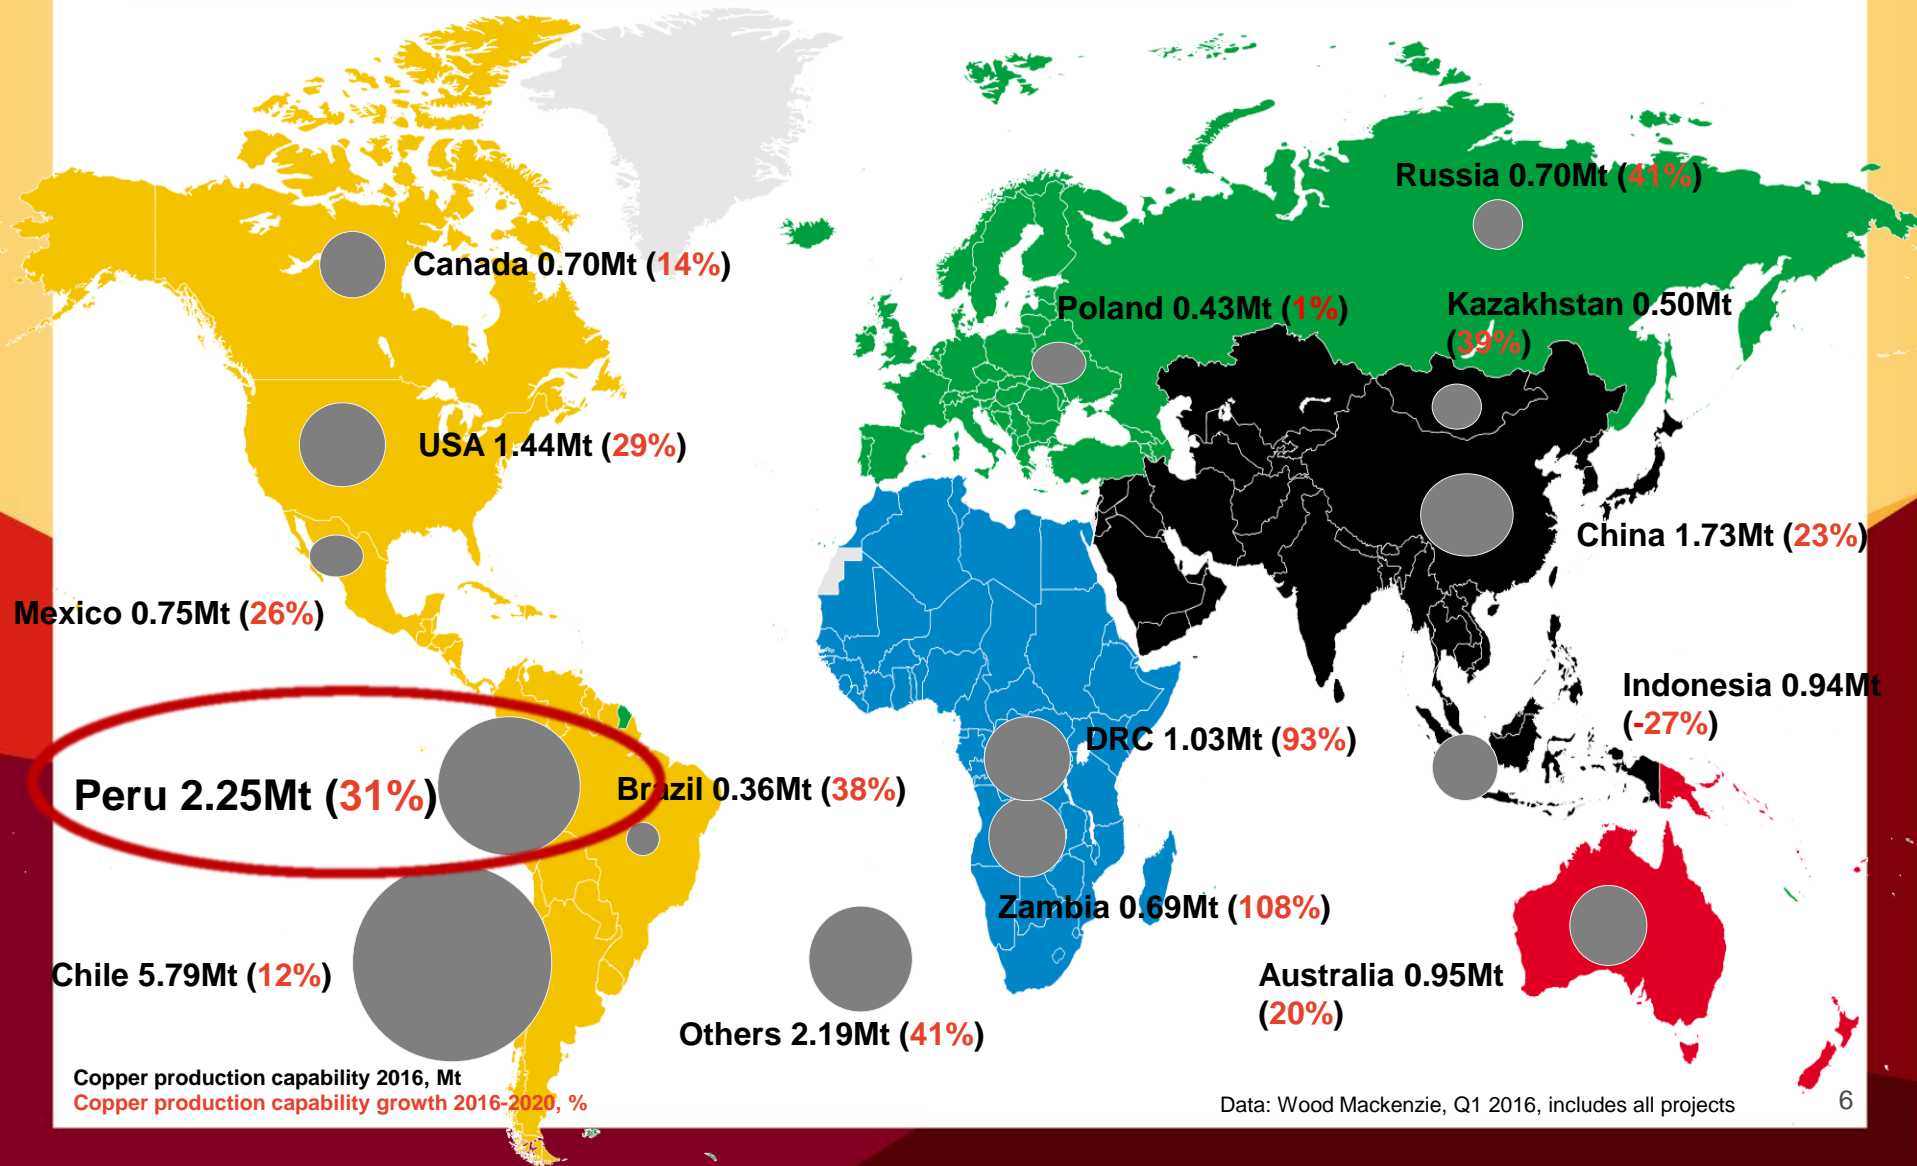 Russia 0.70Mt (41%)
Canada 0.70Mt (14%)
Poland 0.43Mt (1%)
Kazakhstan 0.50Mt
(39%)
USA 1.44Mt (29%)
China 1.73Mt (23%)
Mexico 0.75Mt (26%)
Indonesia 0.94Mt
(-27%)
DRC 1.03Mt (93%)
Peru 2.25Mt (31%)
Brazil 0.36Mt (38%)
Zambia 0.69Mt (108%)
Chile 5.79Mt (12%)
Australia 0.95Mt
(20%)
Others 2.19Mt (41%)
Copper production capability 2016, Mt
Copper production capability growth 2016-2020, %
Data: Wood Mackenzie, Q1 2016, includes all projects
6